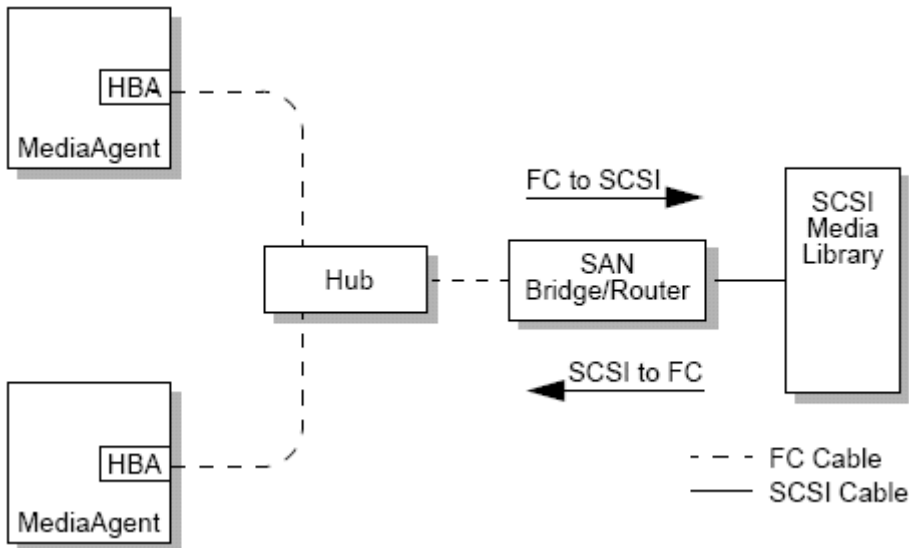 HBA
MediaAgent
FC to SCSI
SCSI
Media
Library
Hub
SAN
Bridge/Router
SCSI to FC
HBA
MediaAgent
FC Cable
SCSI Cable